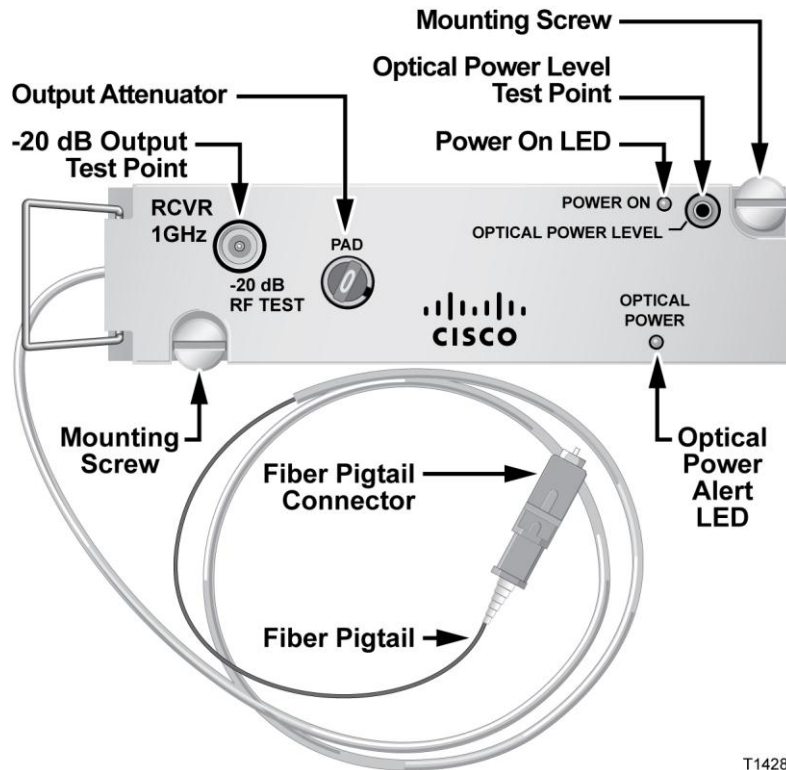 Mounting Screw
Optical Power Level
Test Point
Output Attenuator
-20 dB Output
Test Point
Power On LED
RCVR
1GHz
POWER ON
OPTICAL POWER LEVEL
PAD
-20 dB
RF TEST
CISCO
OPTICAL
POWER
Mounting
Screw
Optical
Power
Alert
LED
Fiber Pigtail
Connector
Fiber Pigtail
T1428